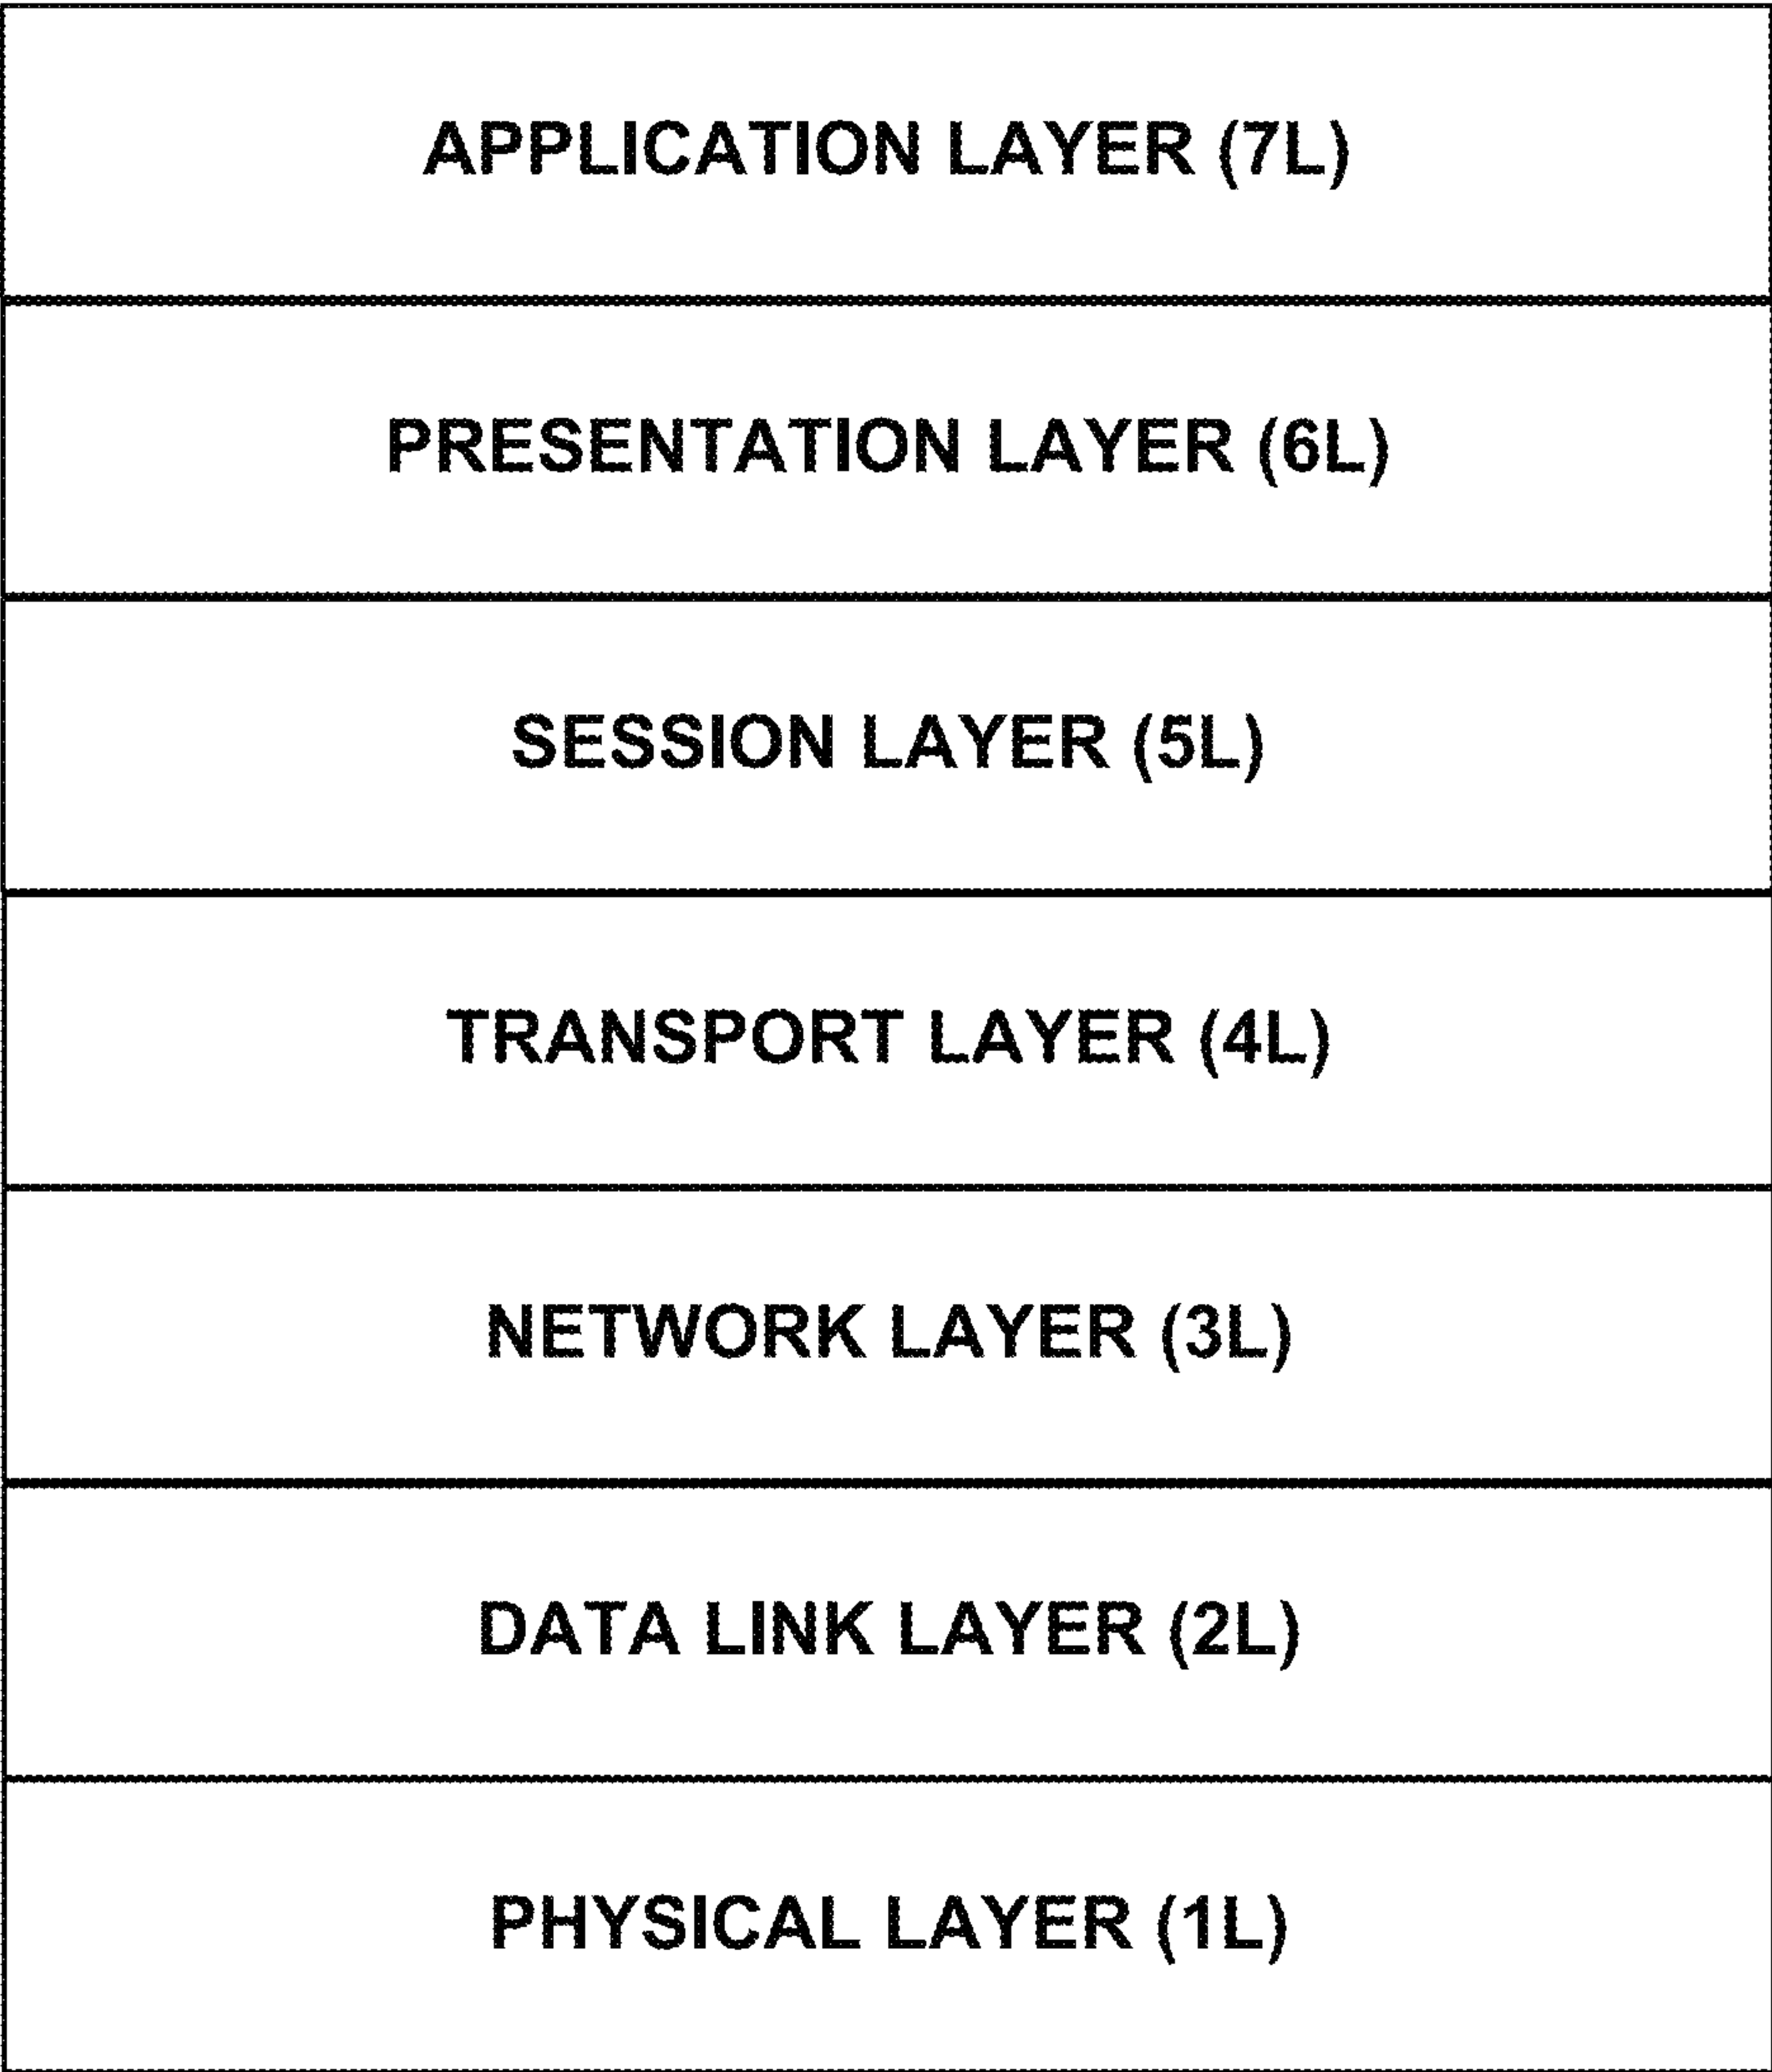 APPLICATION LAYER (7L)
PRESENTATION LAYER (6L)
SESSION LAYER (5L)
TRANSPORT LAYER (4L)
NETWORK LAYER (3L)
DATA LINK LAYER (2L)
PHYSICAL LAYER (1L)